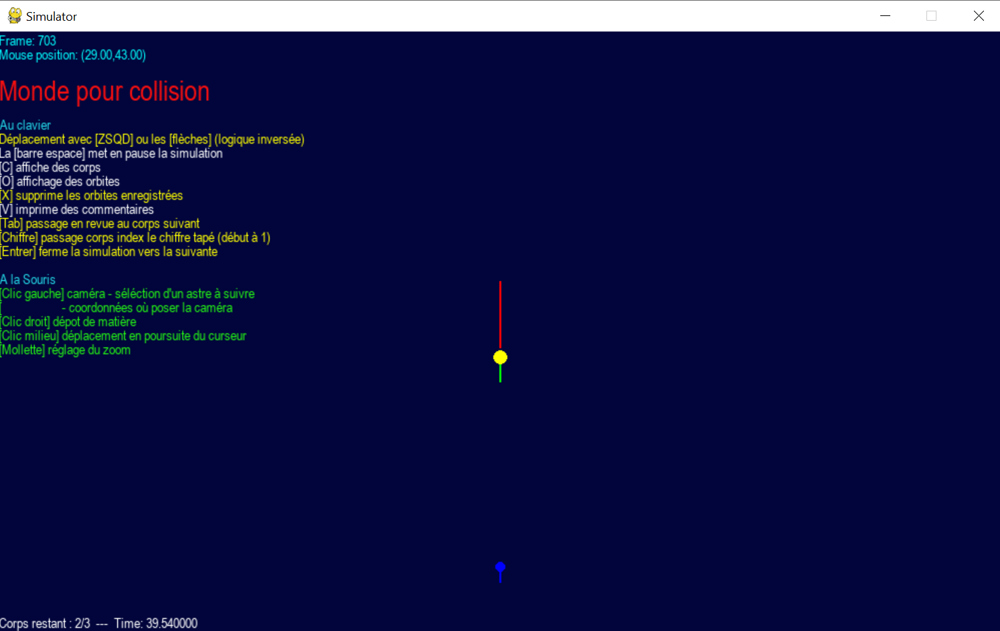 Simulator
Frame: 703
Mouse position: (29.00,43.00)
Monde pour collision
Au clavier
Déplacement avec [ZSQD] ou les [flèches] (logique inversée)
La [barre espace] met en pause la simulation
[C] affiche des corps
[O] affichage des orbites
[X] supprime les orbites enregistrées
[V] imprime des commentaires
[Tab] passage en revue au corps suivant
[Chiffre] passage corps index le chiffre tapé (début à 1)
[Entrer] ferme la simulation vers la suivante
A la Souris
[Clic gauche] caméra - séléction d'un astre à suivre
[ - coordonnées où poser la caméra
[Clic droit] dépot de matière
[Clic milieu] déplacement en poursuite du curseur
[Mollette] réglage du zoom
Corps restant : 2/3 --- Time: 39.540000